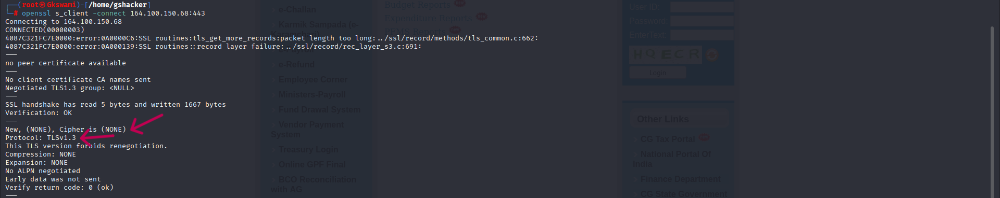 ┌──(root㉿Gkswami)-[/home/gshacker]
└─# openssl s_client -connect 164.100.150.68:443
Connecting to 164.100.150.68
CONNECTED(00000003)
4087C321FC7E0000:error:0A0000C6:SSL routines:tls_get_more_records:packet length too long:../ssl/record/methods/tls_common.c:662:
4087C321FC7E0000:error:0A000139:SSL routines::record layer failure:../ssl/record/rec_layer_s3.c:691:
---
no peer certificate available
---
No client certificate CA names sent
Negotiated TLS1.3 group: <NULL>
---
SSL handshake has read 5 bytes and written 1667 bytes
Verification: OK
---
New, (NONE), Cipher is (NONE)
Protocol: TLSv1.3
This TLS version forbids renegotiation.
Compression: NONE
Expansion: NONE
No ALPN negotiated
Early data was not sent
Verify return code: 0 (ok)
---
e-Challan
Karmik Sampada (e-
Karamchari)
e-Payroll
e-Refund
Employee Corner
Ministers-Payroll
Fund Drawal System
Vendor Payment
System
Treasury Login
Online GPF Final
BCO Reconciliation
with AG
Budget Reports
Expenditure Reports
PFMS Reports
User ID:
Password:
EnterText:
HQECR
Login
Other Links
CG Tax Portal
National Portal Of
India
Finance Department
CG State Government